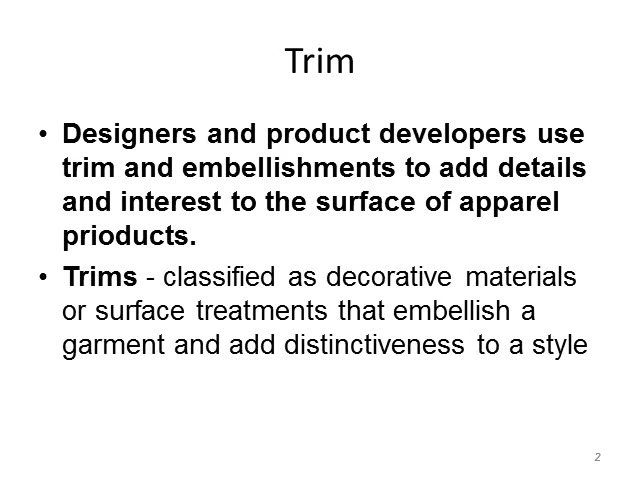 Trim
• Designers and product developers use
trim and embellishments to add details
and interest to the surface of apparel
prioducts.
• Trims - classified as decorative materials
or surface treatments that embellish a
garment and add distinctiveness to a style
2